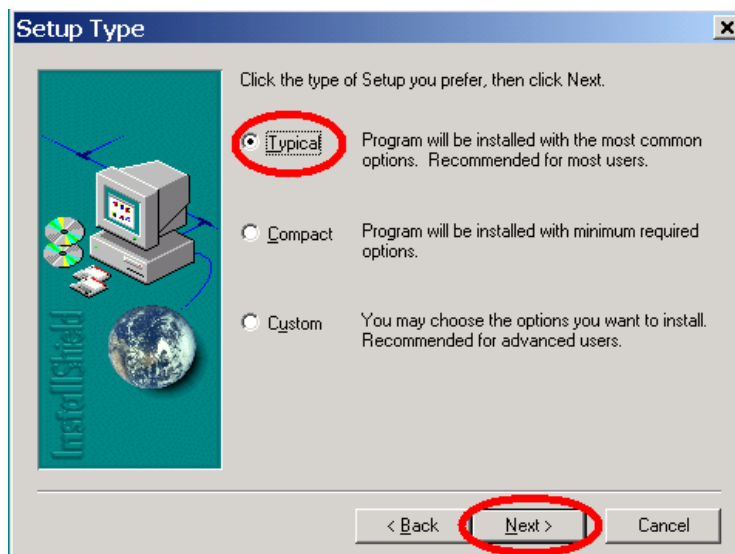 Setup Type
Click the type of Setup you prefer, then click Next.
Typical
Program will be installed with the most common
options. Recommended for most users.
Compact
Program will be installed with minimum required
options.
Custom
You may choose the options you want to install.
Recommended for advanced users.
InstallShield
< Back
Next >
Cancel